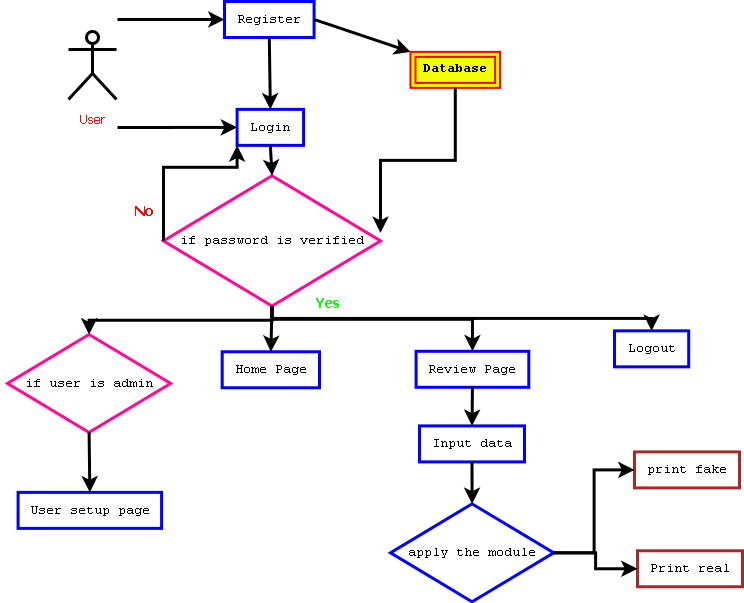 Register
Database
User
Login
No
if password is verified
Yes
Logout
Home Page
Review Page
if user is admin
Input data
print fake
User setup page
apply the module
Print real